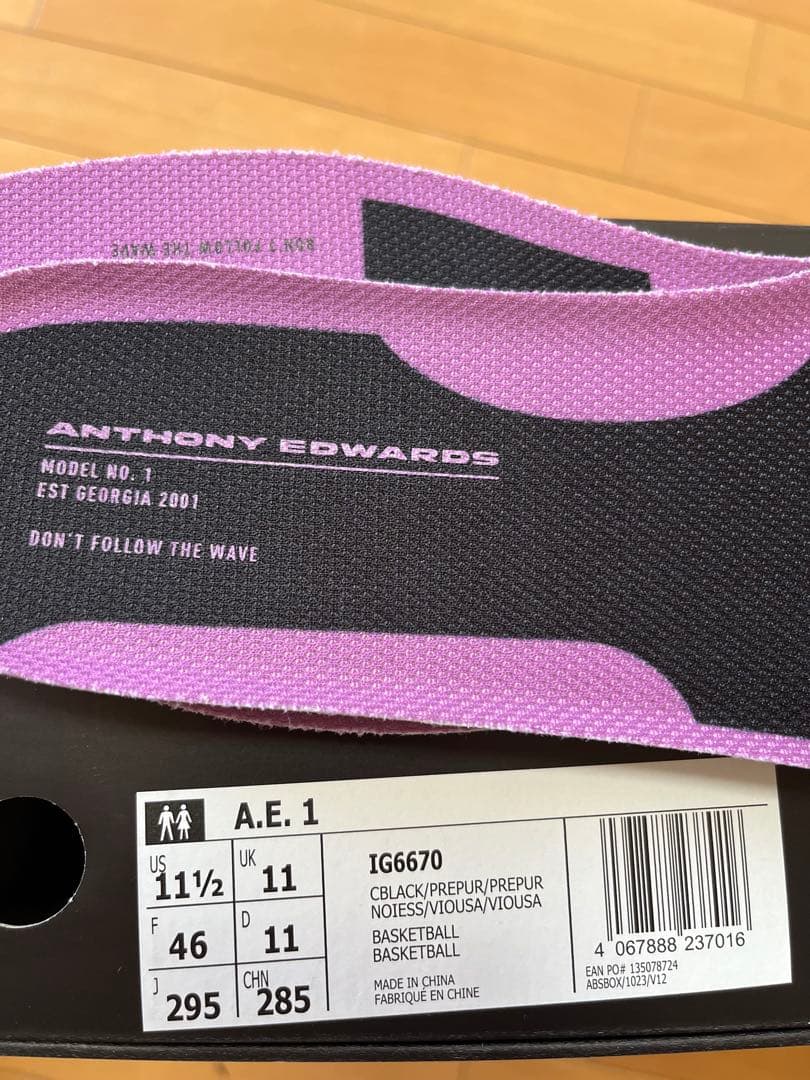 DON'T FOLLOW THE WAVE
ANTHONY EDWARDS
MODEL NO. 1
EST GEORGIA 2001
DON'T FOLLOW THE WAVE
A.E. 1
US 11½ UK 11
F 46 D 11
J 295 CHN 285
IG6670
CBLACK/PREPUR/PREPUR
NOIESS/VIOUSA/VIOUSA
BASKETBALL
BASKETBALL
MADE IN CHINA
FABRIQUÉ EN CHINE
4 067888 237016
EAN PO# 135078724
ABSBOX/1023/V12